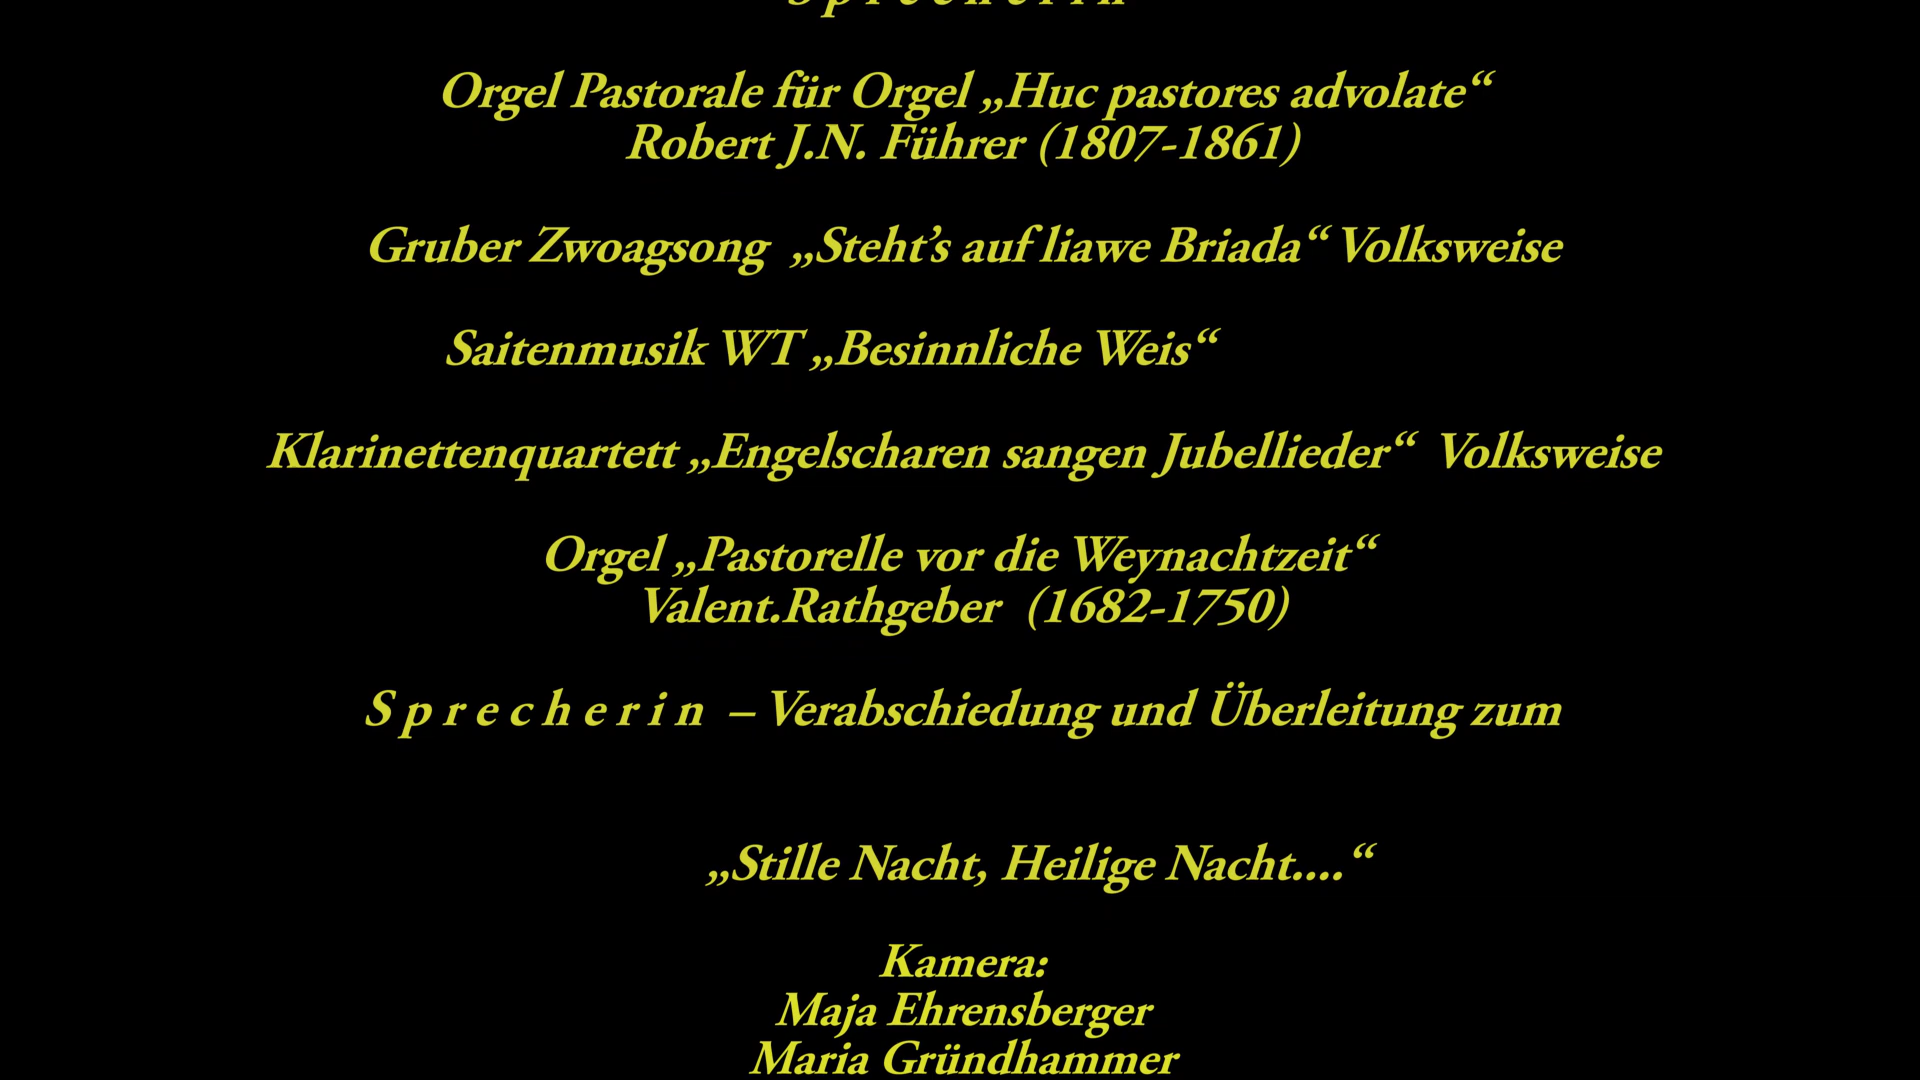 S p r e c h e r i n
Orgel Pastorale für Orgel „Huc pastores advolate“
Robert J.N. Führer (1807-1861)
Gruber Zwoagsong „Steht’s auf liawe Briada“ Volksweise
Saitenmusik WT „Besinnliche Weis“
Klarinettenquartett „Engelscharen sangen Jubellieder“ Volksweise
Orgel „Pastorelle vor die Weynachtzeit“
Valent.Rathgeber (1682-1750)
S p r e c h e r i n – Verabschiedung und Überleitung zum
„Stille Nacht, Heilige Nacht....“
Kamera:
Maja Ehrensberger
Maria Gründhammer